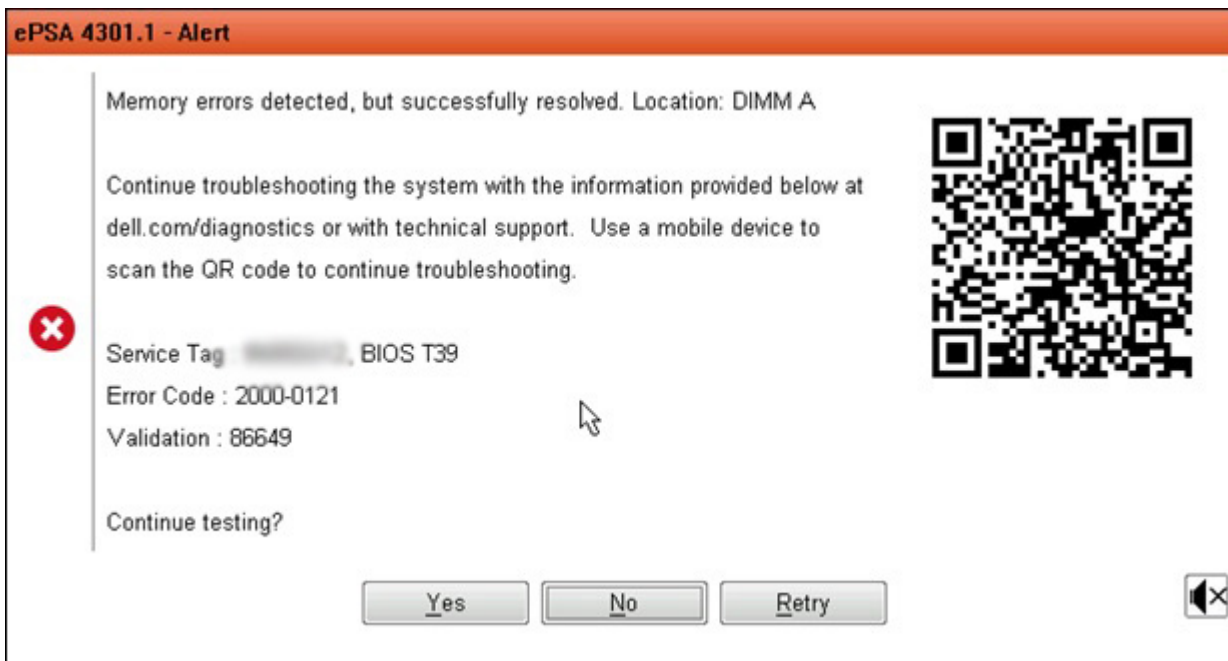 ePSA 4301.1 - Alert
Memory errors detected, but successfully resolved. Location: DIMM A
Continue troubleshooting the system with the information provided below at
dell.com/diagnostics or with technical support.  Use a mobile device to
scan the QR code to continue troubleshooting.
Service Tag : , BIOS T39
Error Code : 2000-0121
Validation : 86649
Continue testing?
Yes
No
Retry